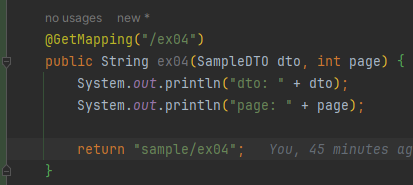 no usages new *
@GetMapping("/ex04")
public String ex04(SampleDTO dto, int page) {
System.out.println("dto: " + dto);
System.out.println("page: " + page);
return "sample/ex04"; You, 45 minutes ag
}